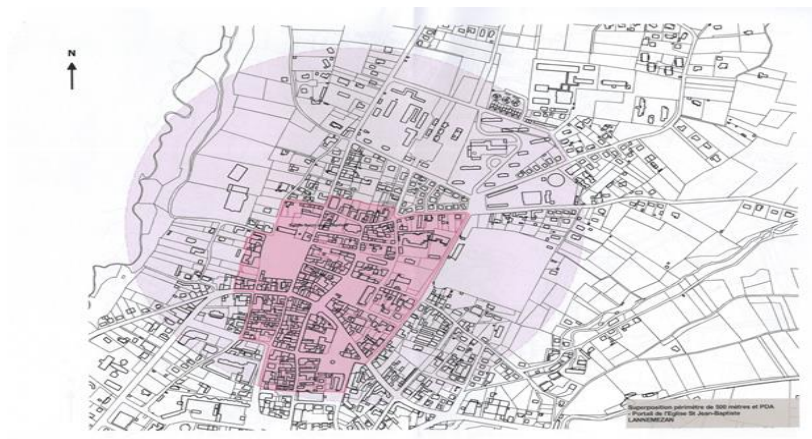 N
Superposition périmètre de 500 mètres et PDA
- Portail de l'Eglise St Jean-Baptiste
LANNEMEZAN